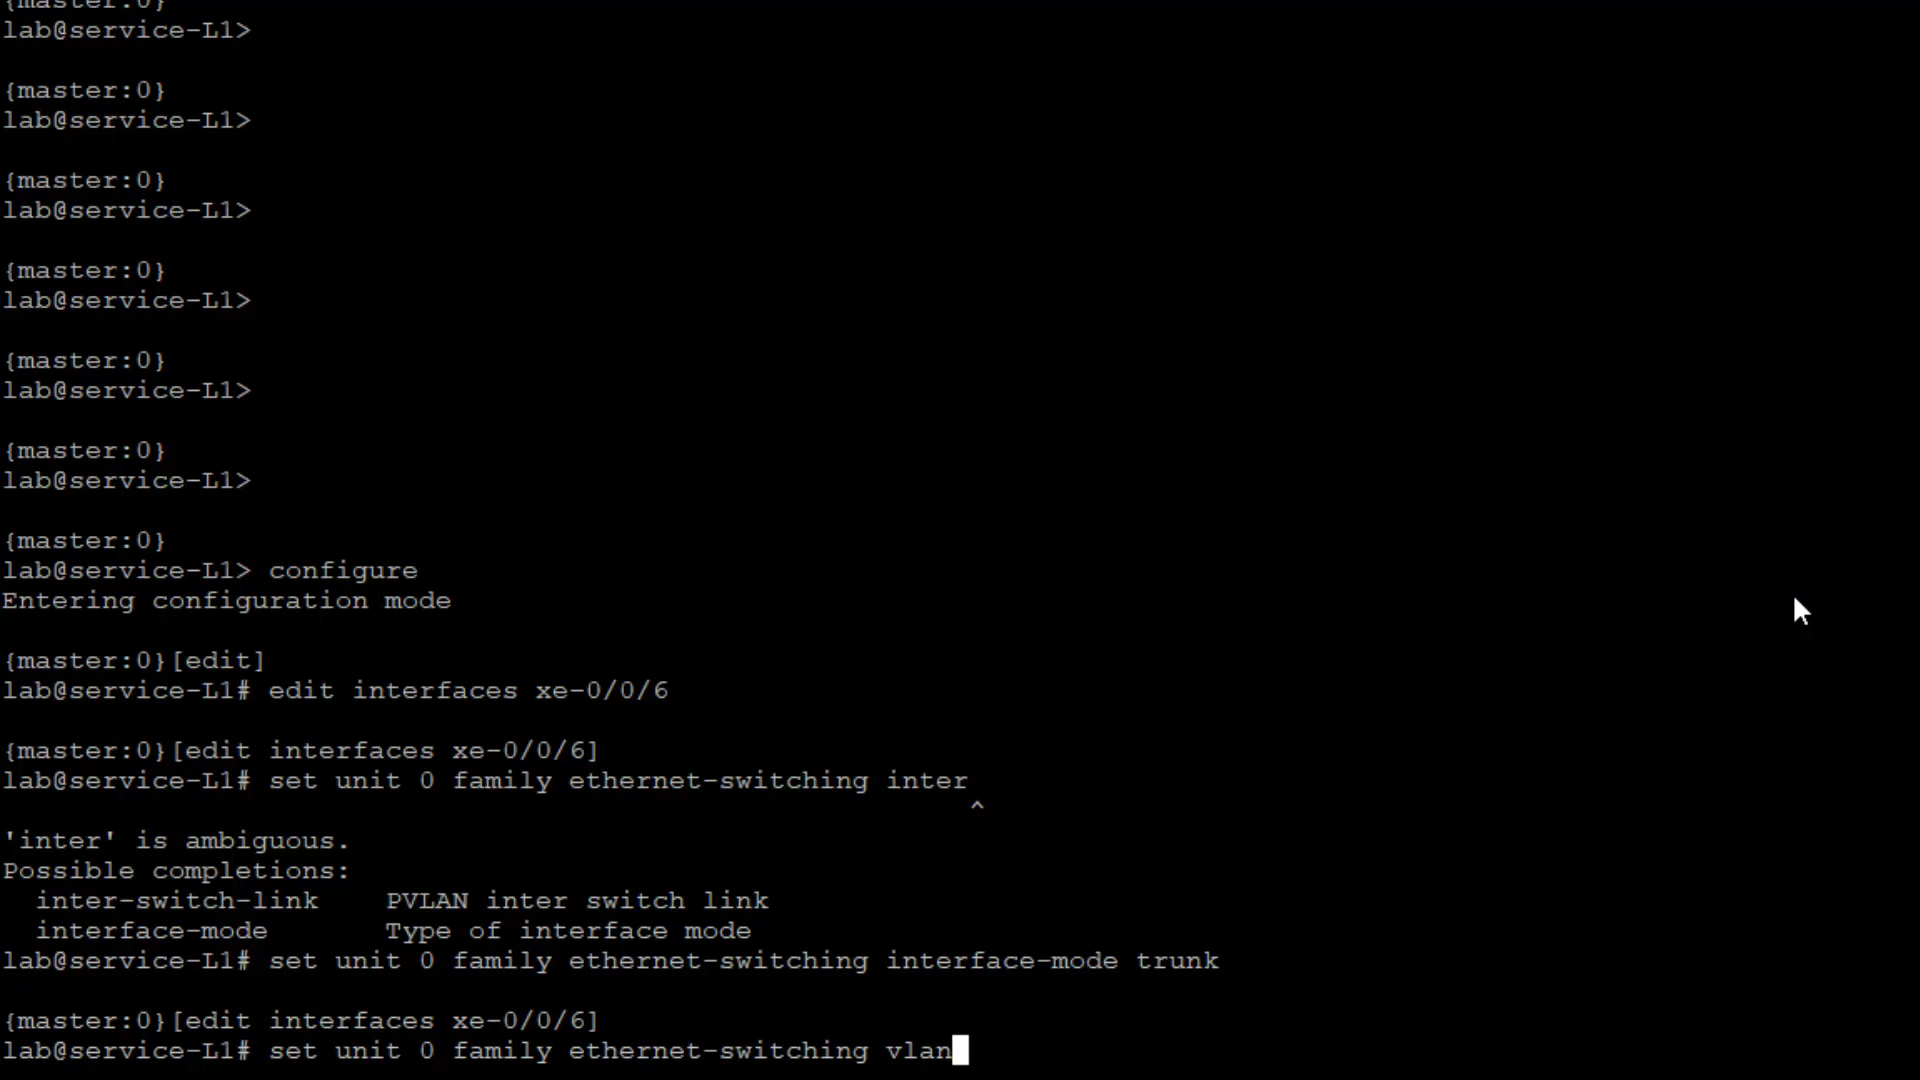 {master:0}
lab@service-L1>
{master:0}
lab@service-L1>
{master:0}
lab@service-L1>
{master:0}
lab@service-L1>
{master:0}
lab@service-L1>
{master:0}
lab@service-L1>
{master:0}
lab@service-L1> configure
Entering configuration mode
{master:0}[edit]
lab@service-L1# edit interfaces xe-0/0/6
{master:0}[edit interfaces xe-0/0/6]
lab@service-L1# set unit 0 family ethernet-switching inter
^
'inter' is ambiguous.
Possible completions:
inter-switch-link    PVLAN inter switch link
interface-mode       Type of interface mode
lab@service-L1# set unit 0 family ethernet-switching interface-mode trunk
{master:0}[edit interfaces xe-0/0/6]
lab@service-L1# set unit 0 family ethernet-switching vlan